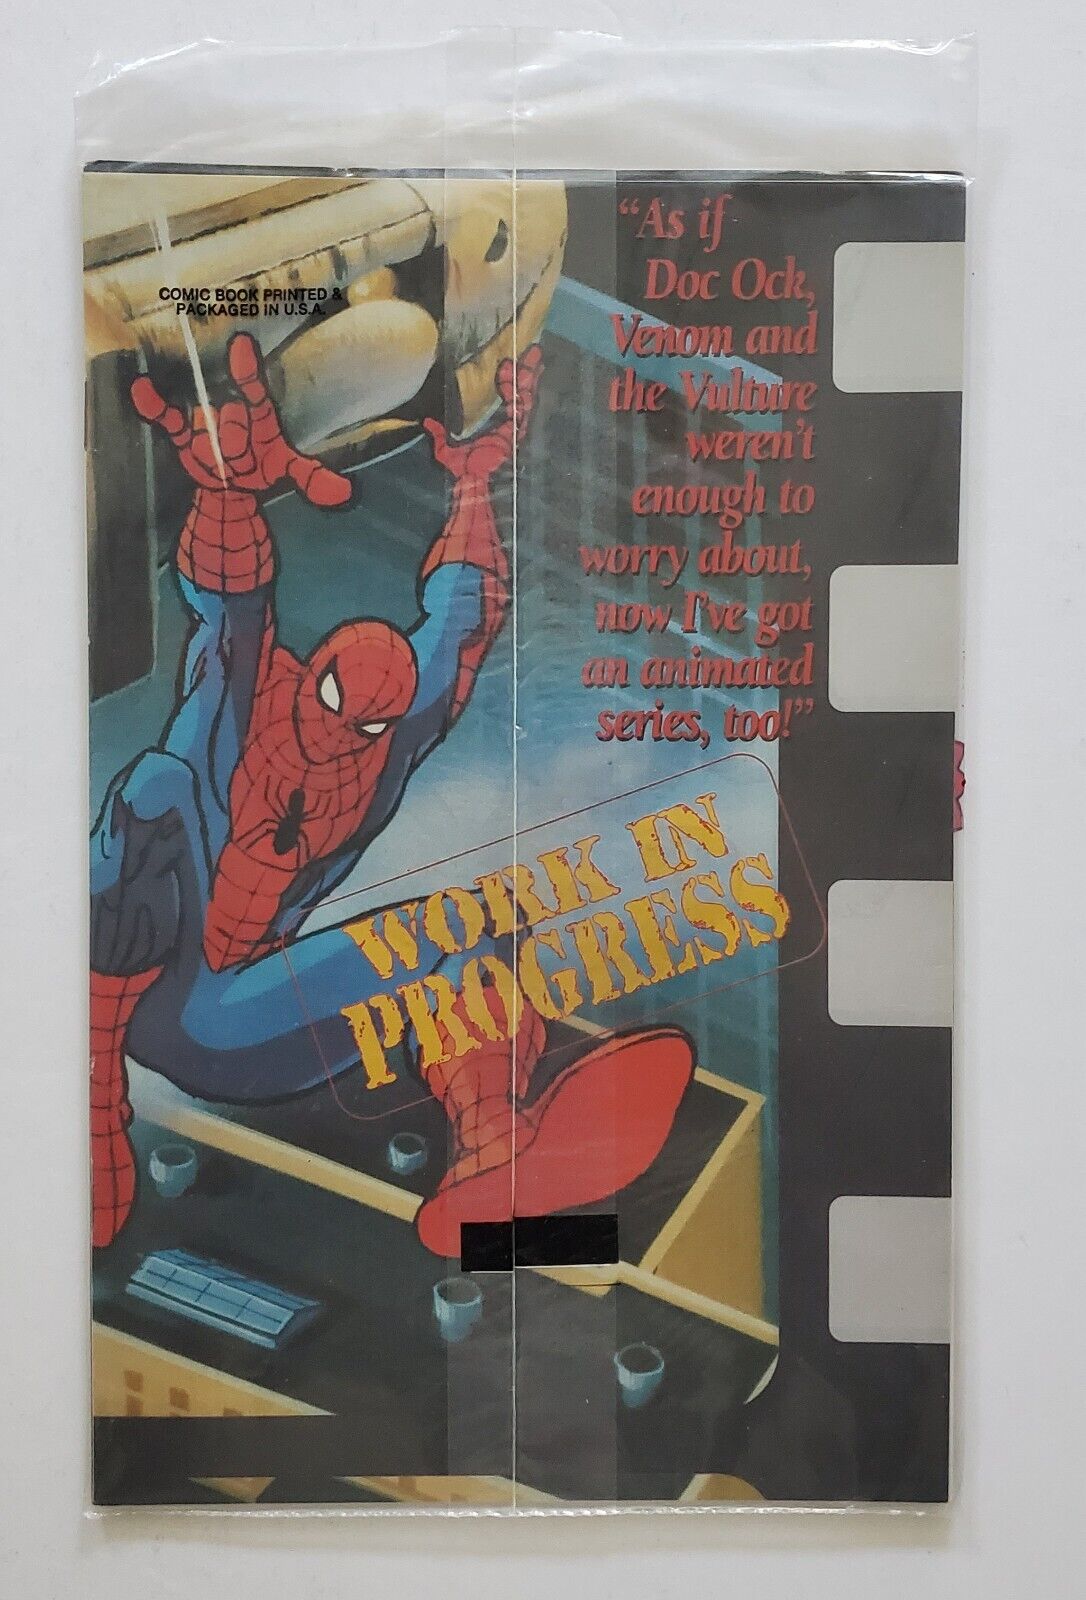 COMIC BOOK PRINTED &
PACKAGED IN U.S.A.
“As if
Doc Ock,
Venom and
the Vulture
weren't
enough to
worry about,
now I've got
an animated
series, too!”
WORK IN
PROGRESS